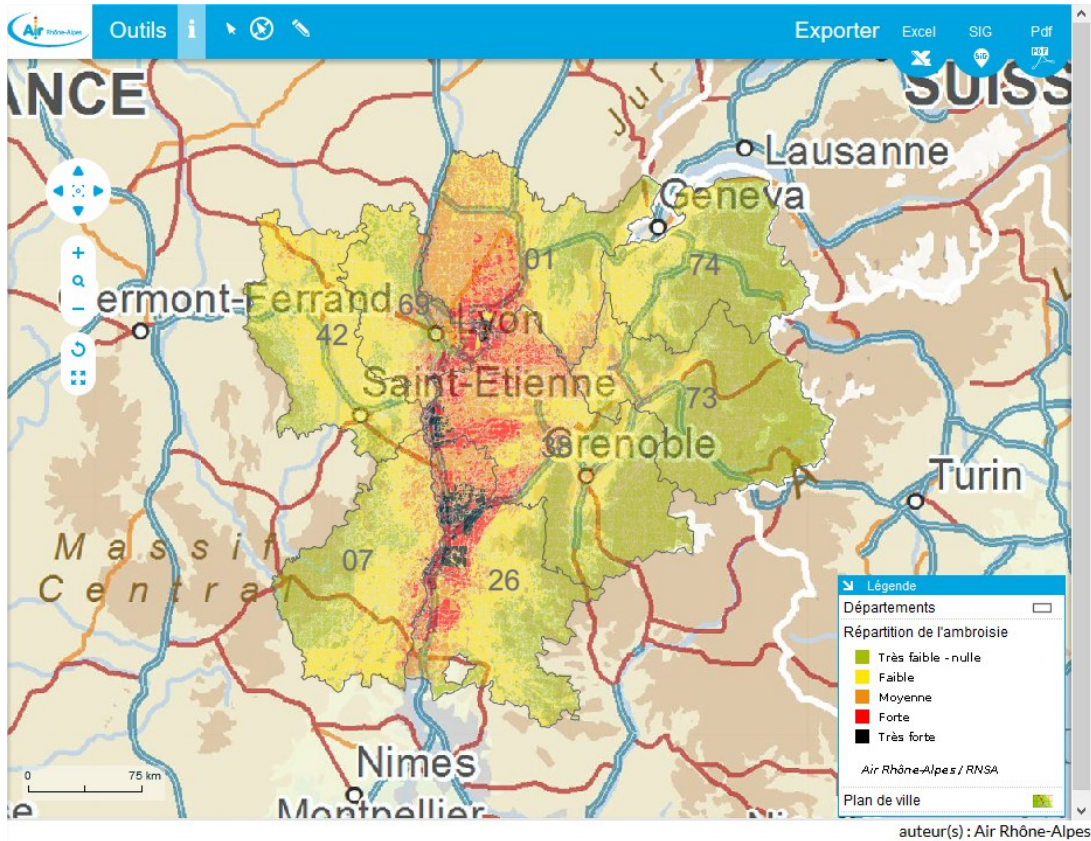 Air Rhône-Alpes
Outils
Exporter
Excel
SIG
Pdf
SIG
PDF
ANCE
SUISS
Jur
Lausanne
Geneva
01
74
ermont-Ferrand
69
Lyon
42
Saint-Etienne
73
38
Grenoble
A
Turin
Massif
Central
07
26
Nimes
Montpellier
0
75 km
Légende
Départements
Répartition de l'ambroisie
Très faible - nulle
Faible
Moyenne
Forte
Très forte
Air Rhône-Alpes / RNSA
Plan de ville
auteur(s) : Air Rhône-Alpes